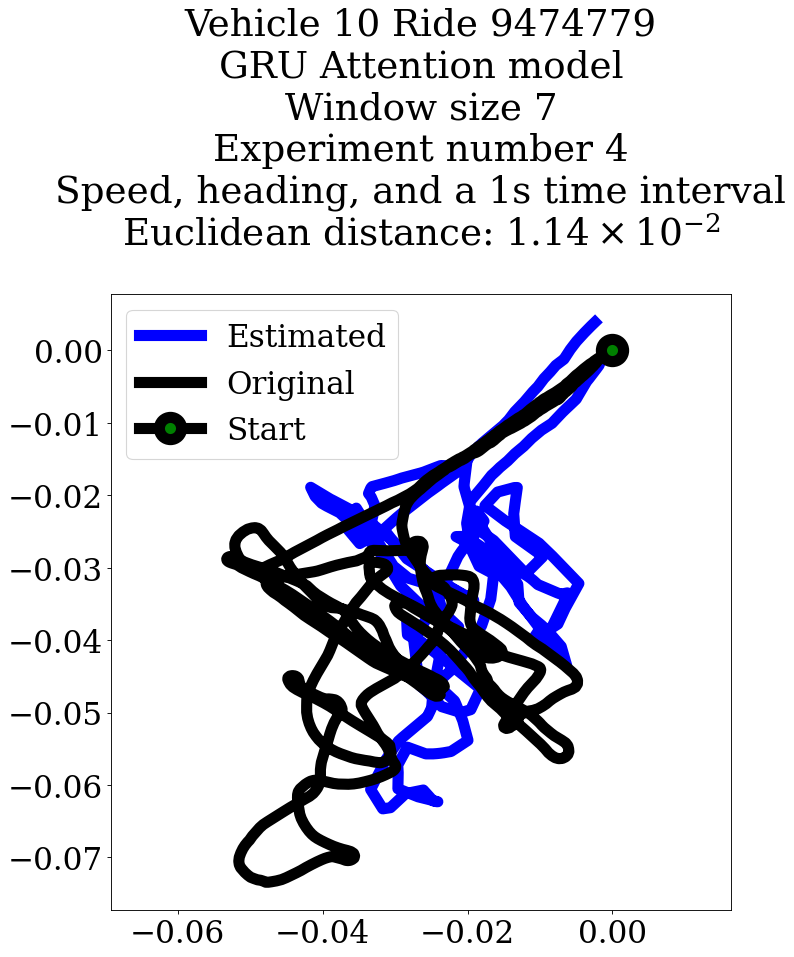 Vehicle 10 Ride 9474779
GRU Attention model
Window size 7
Experiment number 4
Speed, heading, and a 1s time interval
Euclidean distance: 1.14 × 10⁻²
Estimated
Original
Start
0.00
−0.01
−0.02
−0.03
−0.04
−0.05
−0.06
−0.07
−0.06 −0.04 −0.02 0.00